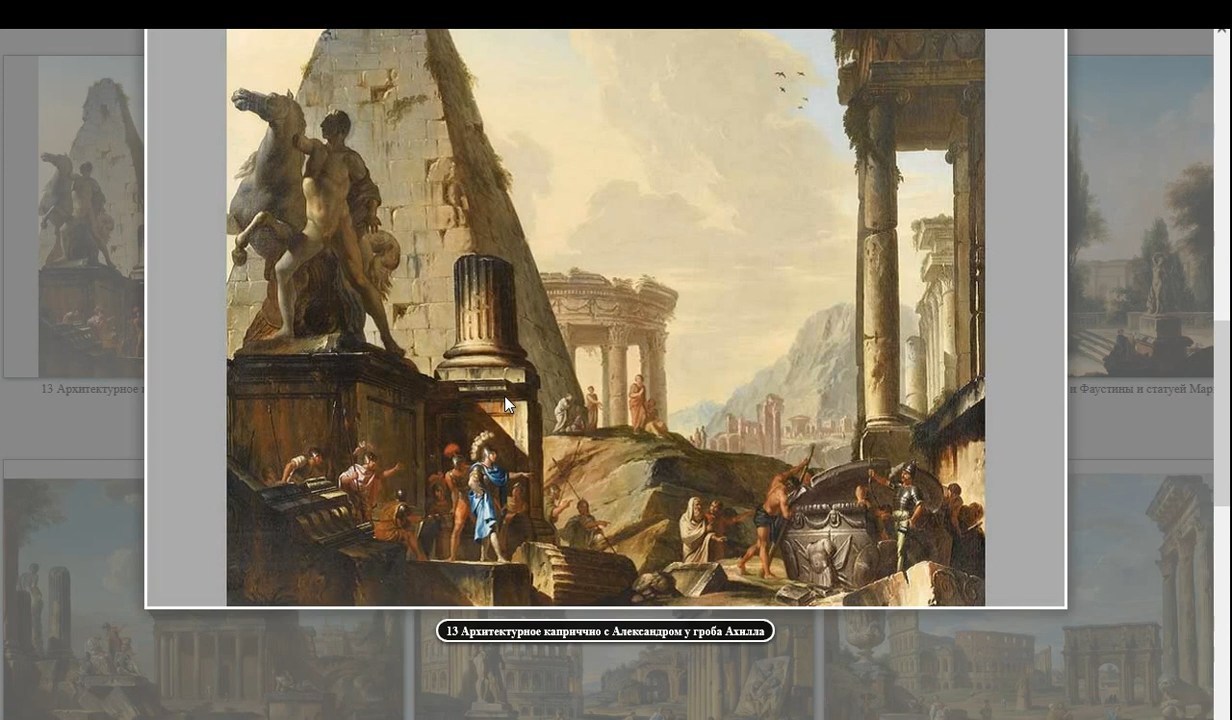 13 Архитектурное
и Фаустины и статуей Мар
13 Архитектурное каприччио с Александром у гроба Ахилла